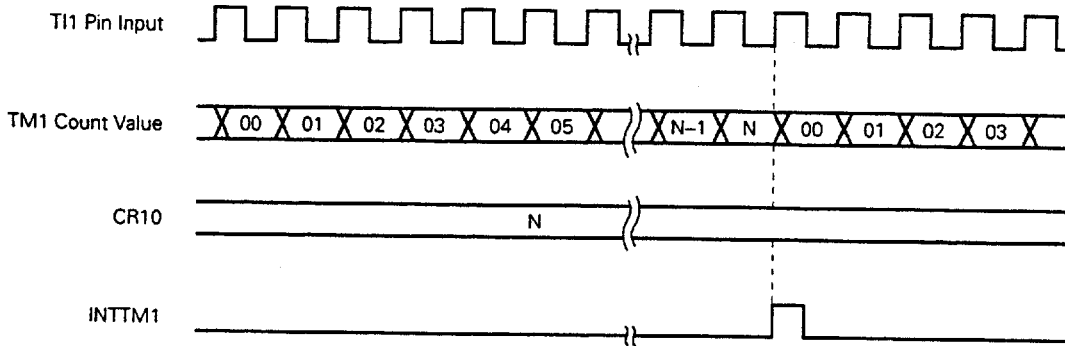 TI1 Pin Input
TM1 Count Value 00 01 02 03 04 05 N-1 N 00 01 02 03
CR10 N
INTTM1